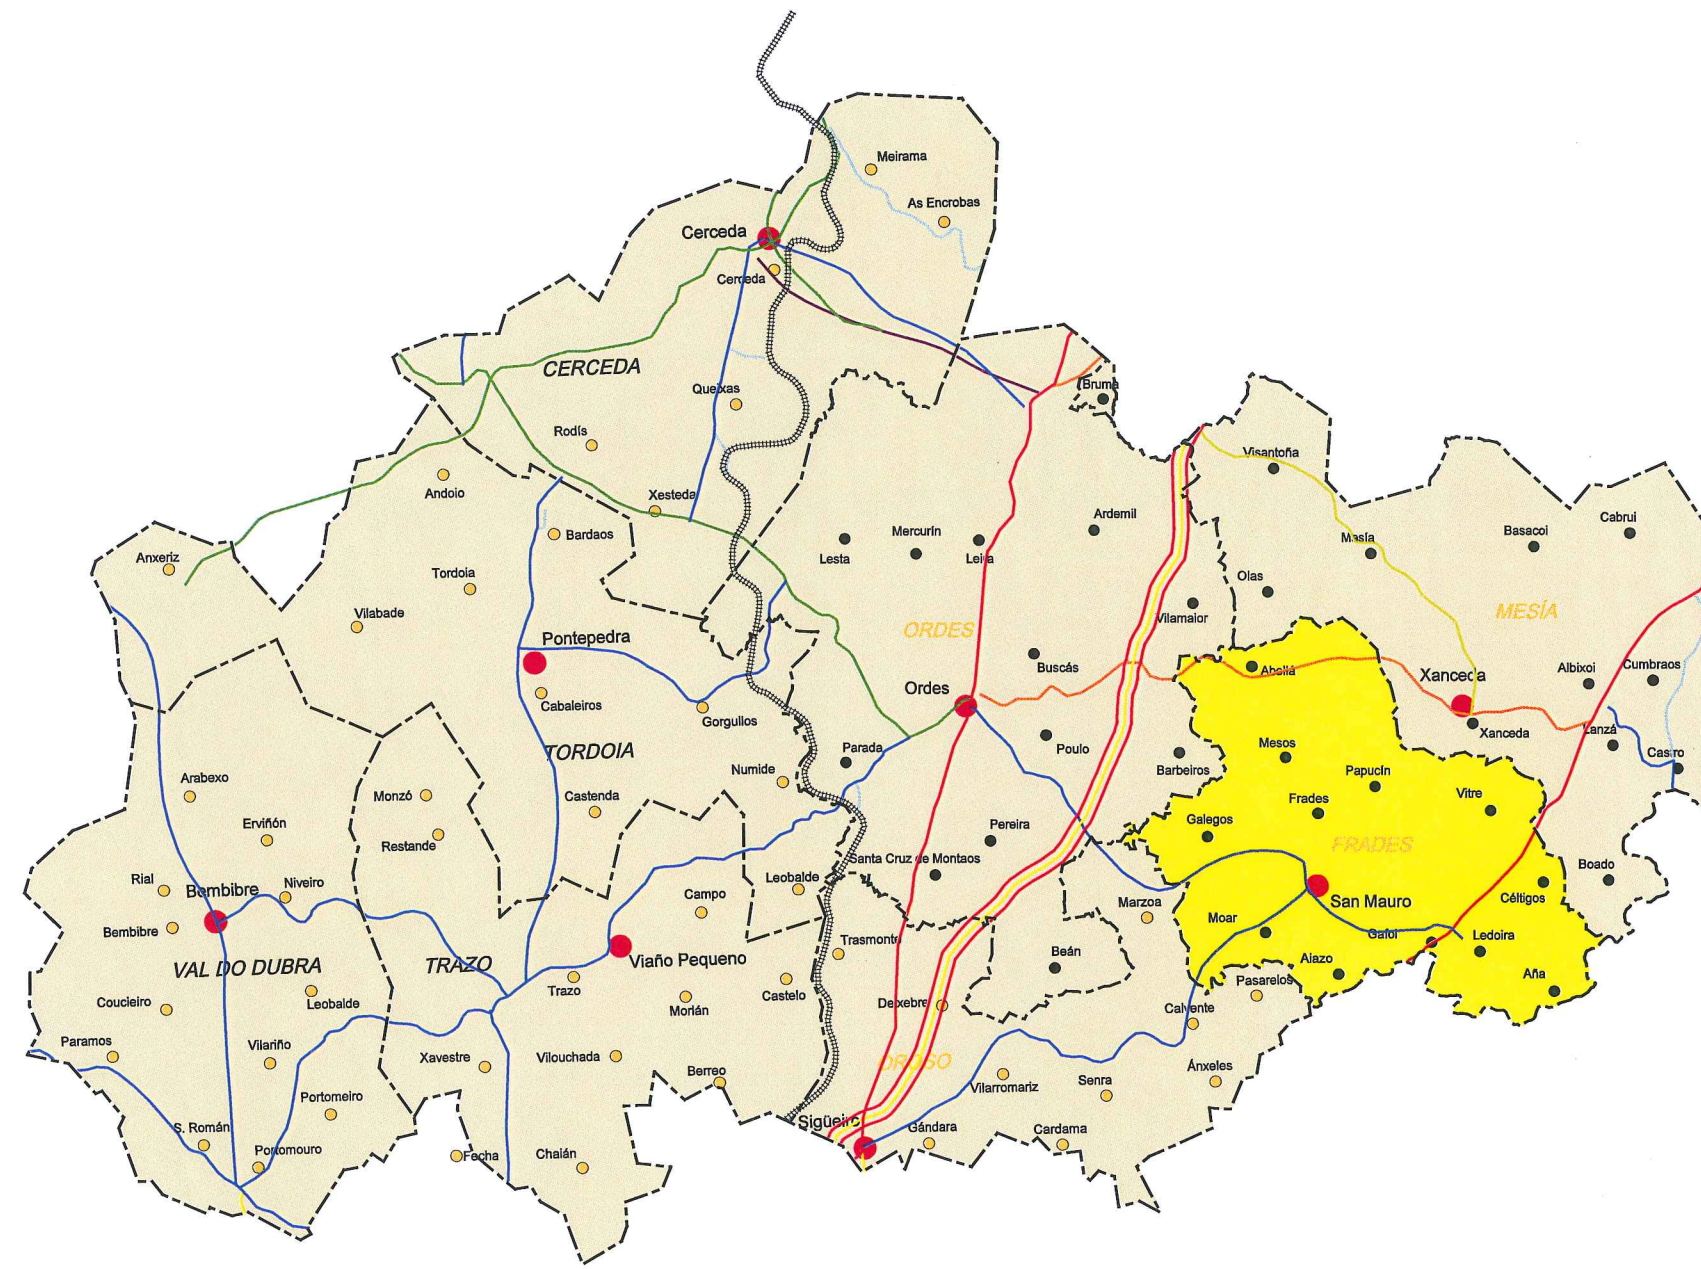 Meirama
As Encrobas
Cerceda
Cerceda
CERCEDA
Queixas
Bruma
Rodís
Visantoña
Andoio
Xesteda
Ardemil
Cabrui
Basacoi
Mesía
Mercurín
Bardaos
Lesta
Leira
Anxeriz
Tordoia
Olas
MESÍA
Vilabade
Vilamaior
ORDES
Pontepedra
Buscás
Abellá
Albixoi
Cumbraos
Xanceda
Ordes
Cabaleiros
Gorgullos
Xanceda
Lanzá
TORDOIA
Parada
Poulo
Mesos
Castro
Barbeiros
Papucín
Numide
Arabexo
Monzó
Castenda
Frades
Vitre
Erviñón
Pereira
Galegos
Restande
FRADES
Santa Cruz de Montaos
Boado
Rial
Bembibre
Niveiro
Leobalde
Campo
Céltigos
San Mauro
Marzoa
Moar
Bembibre
Trasmonte
Gafoi
Ledoira
Beán
Viaño Pequeno
Aiazo
VAL DO DUBRA
TRAZO
Aña
Pasarelos
Trazo
Castelo
Coucieiro
Leobalde
Morlán
Deixebre
Calvente
Paramos
Vilariño
Xavestre
Vilouchada
OROSO
Berreo
Ánxeles
Vilarromariz
Senra
Portomeiro
Sigüeiro
S. Román
Gándara
Cardama
Portomouro
Fecha
Chaián